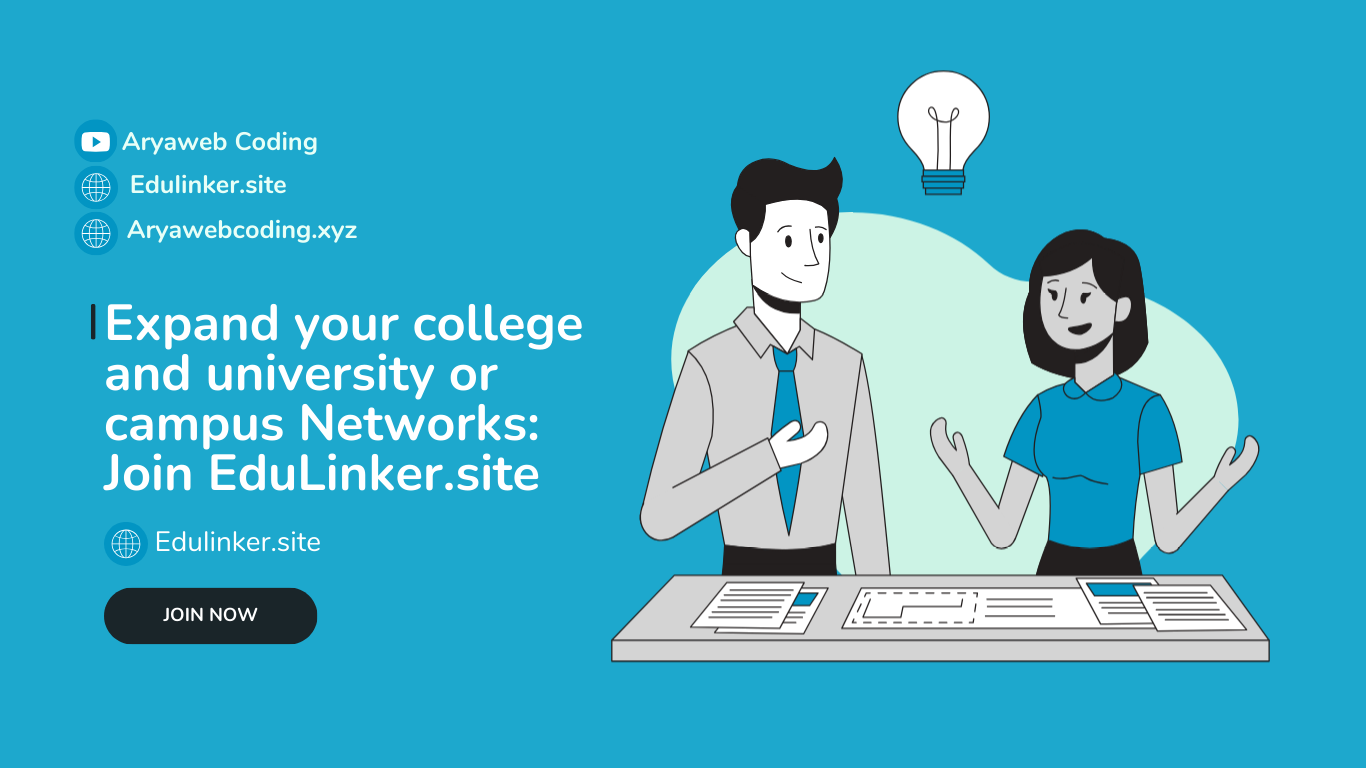 Aryaweb Coding
Edulinker.site
Aryawebcoding.xyz
Expand your college
and university or
campus Networks:
Join EduLinker.site
Edulinker.site
JOIN NOW